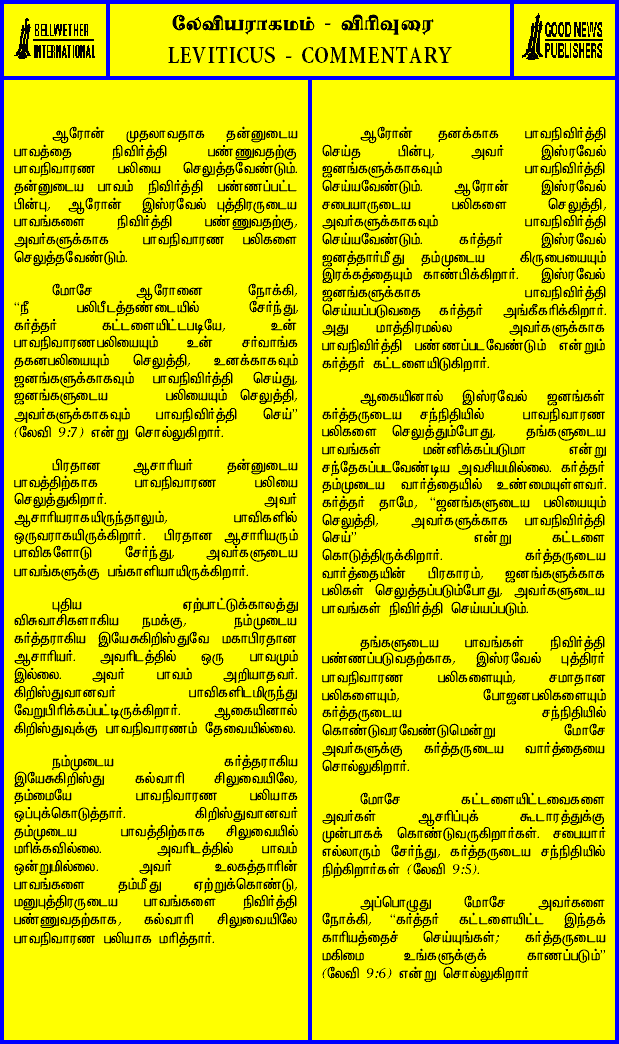 BELLWETHER
INTERNATIONAL
லேவியராகமம் - விரிவுரை
LEVITICUS - COMMENTARY
GOOD NEWS
PUBLISHERS
ஆரோன் முதலாவதாக தன்னுடைய
பாவத்தை நிவிர்த்தி பண்ணுவதற்கு
பாவநிவாரண பலியை செலுத்தவேண்டும்.
தன்னுடைய பாவம் நிவிர்த்தி பண்ணப்பட்ட
பின்பு, ஆரோன் இஸ்ரவேல் புத்திரருடைய
பாவங்களை நிவிர்த்தி பண்ணுவதற்கு,
அவர்களுக்காக பாவநிவாரண பலிகளை
செலுத்தவேண்டும்.
மோசே ஆரோனை நோக்கி,
"நீ பலிபீடத்தண்டையில் சேர்ந்து,
கர்த்தர் கட்டளையிட்டபடியே, உன்
பாவநிவாரணபலியையும் உன் சர்வாங்க
தகனபலியையும் செலுத்தி, உனக்காகவும்
ஜனங்களுக்காகவும் பாவநிவிர்த்தி செய்து,
ஜனங்களுடைய பலியையும் செலுத்தி,
அவர்களுக்காகவும் பாவநிவிர்த்தி செய்"
(லேவி 9:7) என்று சொல்லுகிறார்.
பிரதான ஆசாரியர் தன்னுடைய
பாவத்திற்காக பாவநிவாரண பலியை
செலுத்துகிறார். அவர்
ஆசாரியராகயிருந்தாலும், பாவிகளில்
ஒருவராகயிருக்கிறார். பிரதான ஆசாரியரும்
பாவிகளோடு சேர்ந்து, அவர்களுடைய
பாவங்களுக்கு பங்காளியாயிருக்கிறார்.
புதிய ஏற்பாட்டுக்காலத்து
விசுவாசிகளாகிய நமக்கு, நம்முடைய
கர்த்தராகிய இயேசுகிறிஸ்துவே மகாபிரதான
ஆசாரியர். அவரிடத்தில் ஒரு பாவமும்
இல்லை. அவர் பாவம் அறியாதவர்.
கிறிஸ்துவானவர் பாவிகளிடமிருந்து
வேறுபிரிக்கப்பட்டிருக்கிறார். ஆகையினால்
கிறிஸ்துவுக்கு பாவநிவாரணம் தேவையில்லை.
நம்முடைய கர்த்தராகிய
இயேசுகிறிஸ்து கல்வாரி சிலுவையிலே,
தம்மையே பாவநிவாரண பலியாக
ஒப்புக்கொடுத்தார். கிறிஸ்துவானவர்
தம்முடைய பாவத்திற்காக சிலுவையில்
மரிக்கவில்லை. அவரிடத்தில் பாவம்
ஒன்றுமில்லை. அவர் உலகத்தாரின்
பாவங்களை தம்மீது ஏற்றுக்கொண்டு,
மனுபுத்திரருடைய பாவங்களை நிவிர்த்தி
பண்ணுவதற்காக, கல்வாரி சிலுவையிலே
பாவநிவாரண பலியாக மரித்தார்.
ஆரோன் தனக்காக பாவநிவிர்த்தி
செய்த பின்பு, அவர் இஸ்ரவேல்
ஜனங்களுக்காகவும் பாவநிவிர்த்தி
செய்யவேண்டும். ஆரோன் இஸ்ரவேல்
சபையாருடைய பலிகளை செலுத்தி,
அவர்களுக்காகவும் பாவநிவிர்த்தி
செய்யவேண்டும். கர்த்தர் இஸ்ரவேல்
ஜனத்தார்மீது தம்முடைய கிருபையையும்
இரக்கத்தையும் காண்பிக்கிறார். இஸ்ரவேல்
ஜனங்களுக்காக பாவநிவிர்த்தி
செய்யப்படுவதை கர்த்தர் அங்கீகரிக்கிறார்.
அது மாத்திரமல்ல அவர்களுக்காக
பாவநிவிர்த்தி பண்ணப்படவேண்டும் என்றும்
கர்த்தர் கட்டளையிடுகிறார்.
ஆகையினால் இஸ்ரவேல் ஜனங்கள்
கர்த்தருடைய சந்நிதியில் பாவநிவாரண
பலிகளை செலுத்தும்போது, தங்களுடைய
பாவங்கள் மன்னிக்கப்படுமா என்று
சந்தேகப்படவேண்டிய அவசியமில்லை. கர்த்தர்
தம்முடைய வார்த்தையில் உண்மையுள்ளவர்.
கர்த்தர் தாமே, "ஜனங்களுடைய பலியையும்
செலுத்தி, அவர்களுக்காக பாவநிவிர்த்தி
செய்" என்று கட்டளை
கொடுத்திருக்கிறார். கர்த்தருடைய
வார்த்தையின் பிரகாரம், ஜனங்களுக்காக
பலிகள் செலுத்தப்படும்போது, அவர்களுடைய
பாவங்கள் நிவிர்த்தி செய்யப்படும்.
தங்களுடைய பாவங்கள் நிவிர்த்தி
பண்ணப்படுவதற்காக, இஸ்ரவேல் புத்திரர்
பாவநிவாரண பலிகளையும், சமாதான
பலிகளையும், போஜனபலிகளையும்
கர்த்தருடைய சந்நிதியில்
கொண்டுவரவேண்டுமென்று மோசே
அவர்களுக்கு கர்த்தருடைய வார்த்தையை
சொல்லுகிறார்.
மோசே கட்டளையிட்டவைகளை
அவர்கள் ஆசரிப்புக் கூடாரத்துக்கு
முன்பாகக் கொண்டுவருகிறார்கள். சபையார்
எல்லாரும் சேர்ந்து, கர்த்தருடைய சந்நிதியில்
நிற்கிறார்கள் (லேவி 9:5).
அப்பொழுது மோசே அவர்களை
நோக்கி, "கர்த்தர் கட்டளையிட்ட இந்தக்
காரியத்தைச் செய்யுங்கள்; கர்த்தருடைய
மகிமை உங்களுக்குக் காணப்படும்"
(லேவி 9:6) என்று சொல்லுகிறார்